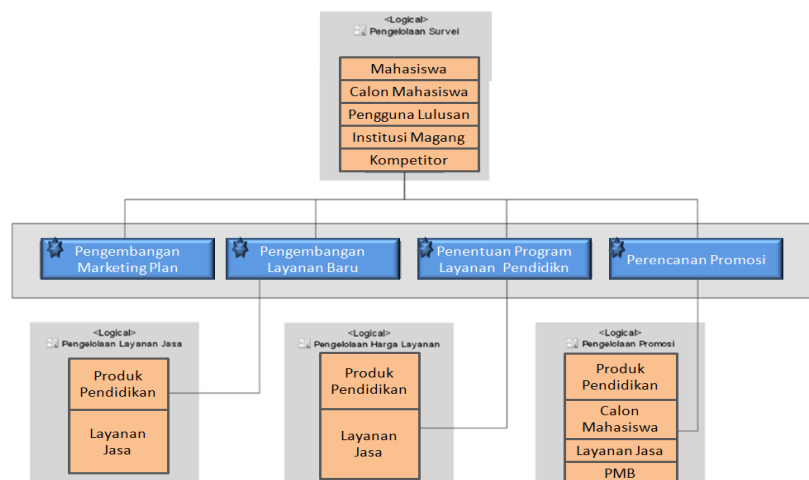 <Logical>
Pengelolaan Survei
Mahasiswa
Calon Mahasiswa
Pengguna Lulusan
Institusi Magang
Kompetitor
Pengembangan
Marketing Plan
Pengembangan
Layanan Baru
Penentuan Program
Layanan Pendidikn
Perencanan Promosi
<Logical>
Pengelolaan Layanan Jasa
Produk
Pendidikan
Layanan
Jasa
<Logical>
Pengelolaan Harga Layanan
Produk
Pendidikan
Layanan
Jasa
<Logical>
Pengelolaan Promosi
Produk
Pendidikan
Calon
Mahasiswa
Layanan Jasa
PMB